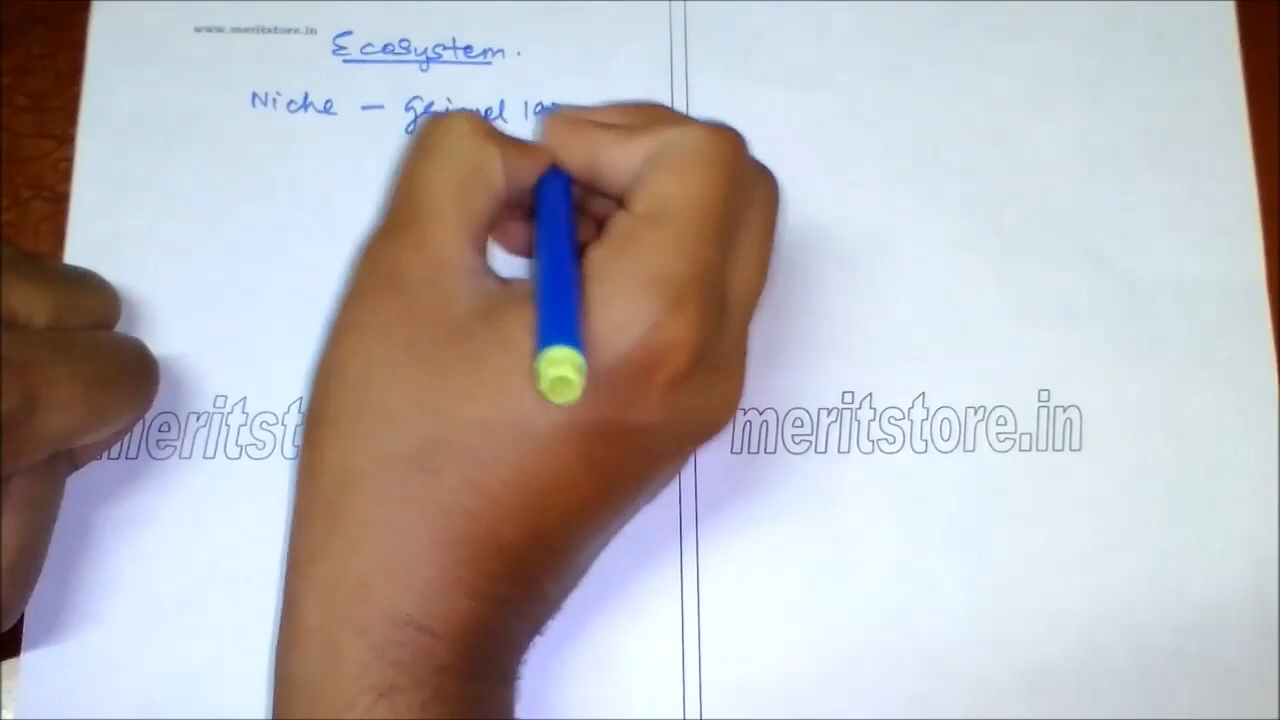 www.meritstore.in
Ecosystem.
Niche –
meritst
meritstore.in